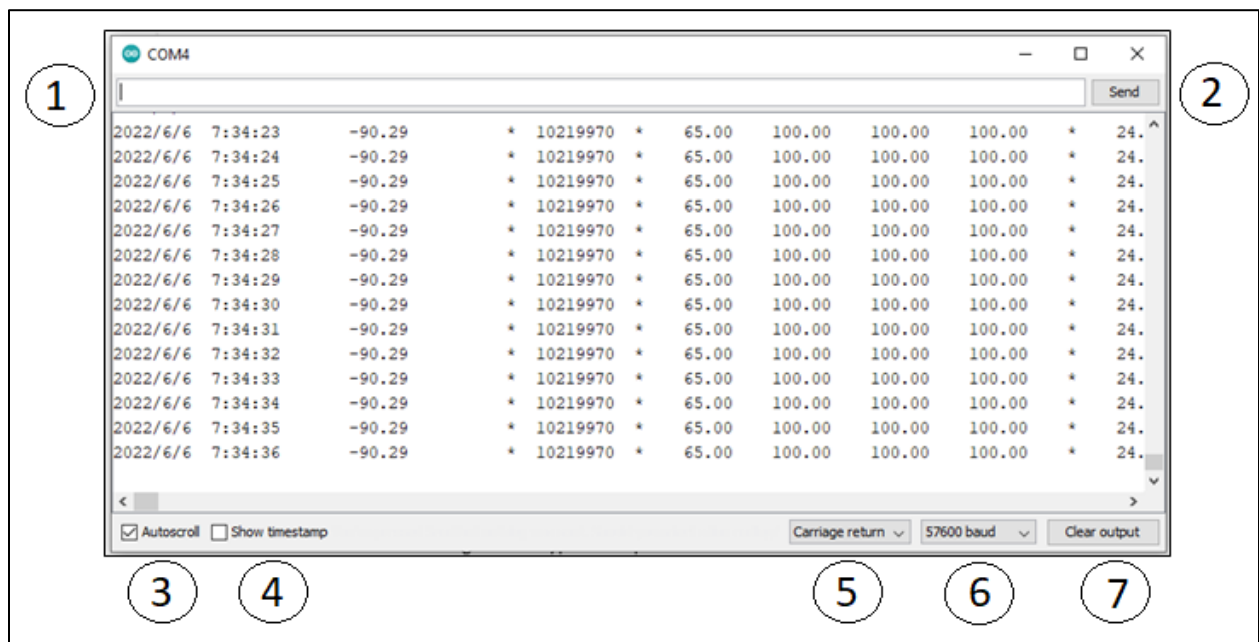 COM4
1
Send
2
2022/6/6 7:34:23 -90.29 * 10219970 * 65.00 100.00 100.00 100.00 * 24.
2022/6/6 7:34:24 -90.29 * 10219970 * 65.00 100.00 100.00 100.00 * 24.
2022/6/6 7:34:25 -90.29 * 10219970 * 65.00 100.00 100.00 100.00 * 24.
2022/6/6 7:34:26 -90.29 * 10219970 * 65.00 100.00 100.00 100.00 * 24.
2022/6/6 7:34:27 -90.29 * 10219970 * 65.00 100.00 100.00 100.00 * 24.
2022/6/6 7:34:28 -90.29 * 10219970 * 65.00 100.00 100.00 100.00 * 24.
2022/6/6 7:34:29 -90.29 * 10219970 * 65.00 100.00 100.00 100.00 * 24.
2022/6/6 7:34:30 -90.29 * 10219970 * 65.00 100.00 100.00 100.00 * 24.
2022/6/6 7:34:31 -90.29 * 10219970 * 65.00 100.00 100.00 100.00 * 24.
2022/6/6 7:34:32 -90.29 * 10219970 * 65.00 100.00 100.00 100.00 * 24.
2022/6/6 7:34:33 -90.29 * 10219970 * 65.00 100.00 100.00 100.00 * 24.
2022/6/6 7:34:34 -90.29 * 10219970 * 65.00 100.00 100.00 100.00 * 24.
2022/6/6 7:34:35 -90.29 * 10219970 * 65.00 100.00 100.00 100.00 * 24.
2022/6/6 7:34:36 -90.29 * 10219970 * 65.00 100.00 100.00 100.00 * 24.
Autoscroll Show timestamp Carriage return 57600 baud Clear output
3 4 5 6 7